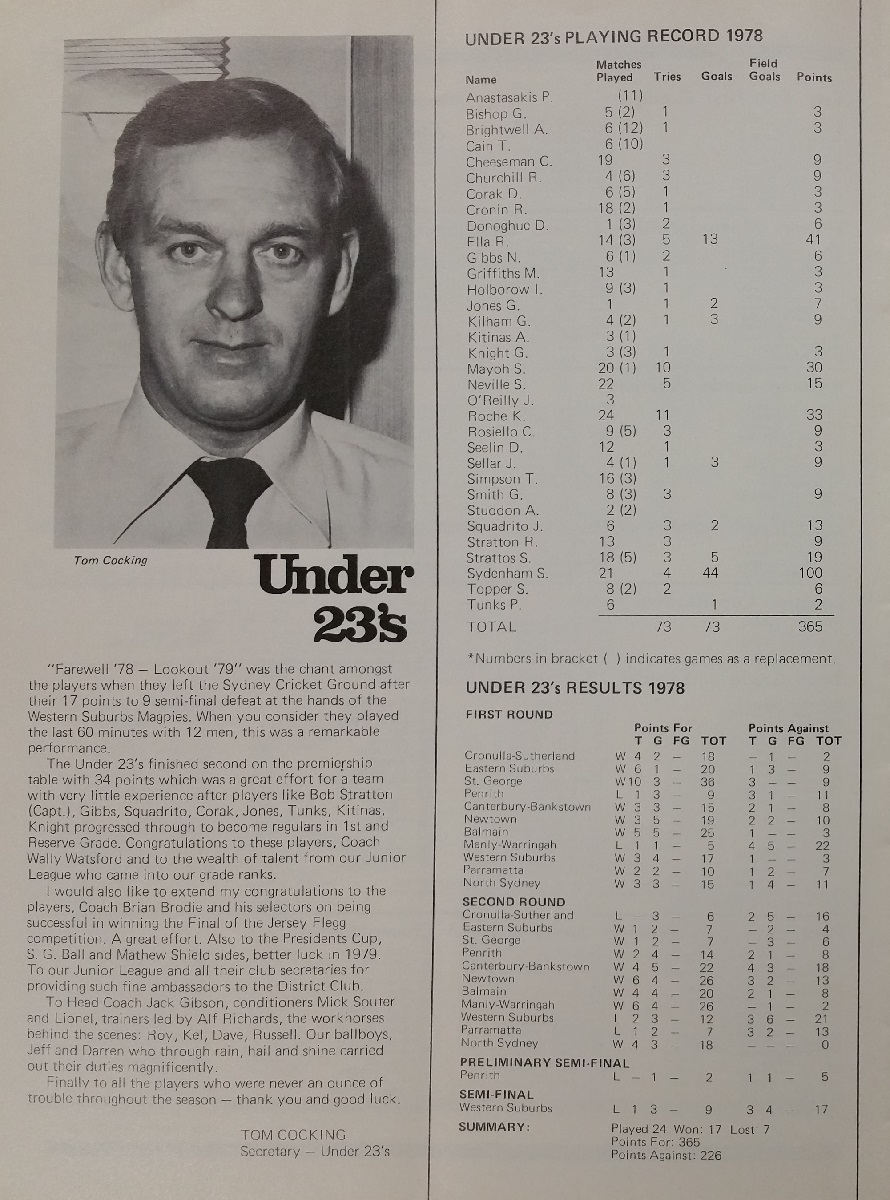 Tom Cocking
Under
23's
"Farewell '78 – Lookout '79" was the chant amongst
the players when they left the Sydney Cricket Ground after
their 17 points to 9 semi-final defeat at the hands of the
Western Suburbs Magpies. When you consider they played
the last 60 minutes with 12 men, this was a remarkable
performance.
The Under 23's finished second on the premiership
table with 34 points which was a great effort for a team
with very little experience after players like Bob Stratton
(Capt.), Gibbs, Squadrito, Corak, Jones, Tunks, Kitinas,
Knight progressed through to become regulars in 1st and
Reserve Grade. Congratulations to these players, Coach
Wally Watsford and to the wealth of talent from our Junior
League who came into our grade ranks.
I would also like to extend my congratulations to the
players, Coach Brian Brodie and his selectors on being
successful in winning the Final of the Jersey Flegg
competition. A great effort. Also to the Presidents Cup,
S. G. Ball and Mathew Shield sides, better luck in 1979.
To our Junior League and all their club secretaries for
providing such fine ambassadors to the District Club.
To Head Coach Jack Gibson, conditioners Mick Souter
and Lionel, trainers led by Alf Richards, the workhorses
behind the scenes: Roy, Kel, Dave, Russell. Our ballboys,
Jeff and Darren who through rain, hail and shine carried
out their duties magnificently.
Finally to all the players who were never an ounce of
trouble throughout the season – thank you and good luck.
TOM COCKING
Secretary – Under 23's
UNDER 23's PLAYING RECORD 1978
Matches Field
Name Played Tries Goals Goals Points
Anastasakis P. (11)
Bishop G. 5 (2) 1 3
Brightwell A. 6 (12) 1 3
Cain T. 6 (10)
Cheeseman C. 19 3 9
Churchill R. 4 (6) 3 9
Corak D. 6 (5) 1 3
Cronin R. 18 (2) 1 3
Donoghue D. 1 (3) 2 6
Ella R. 14 (3) 5 13 41
Gibbs N. 6 (1) 2 6
Griffiths M. 13 1 3
Holborow I. 9 (3) 1 3
Jones G. 1 1 2 7
Kilham G. 4 (2) 1 3 9
Kitinas A. 3 (1)
Knight G. 3 (3) 1 3
Mayoh S. 20 (1) 10 30
Neville S. 22 5 15
O'Reilly J. 3
Roche K. 24 11 33
Rosiello C. 9 (5) 3 9
Seelin D. 12 1 3
Sellar J. 4 (1) 1 3 9
Simpson T. 16 (3)
Smith G. 8 (3) 3 9
Studdon A. 2 (2)
Squadrito J. 6 3 2 13
Stratton R. 13 3 9
Strattos S. 18 (5) 3 5 19
Sydenham S. 21 4 44 100
Topper S. 8 (2) 2 6
Tunks P. 6 1 2
TOTAL 73 73 365
*Numbers in bracket ( ) indicates games as a replacement.
UNDER 23's RESULTS 1978
FIRST ROUND
Points For Points Against
T G FG TOT T G FG TOT
Cronulla-Sutherland W 4 2 – 18 – 1 – 2
Eastern Suburbs W 6 1 – 20 1 3 – 9
St. George W 10 3 – 36 3 – – 9
Penrith L 1 3 – 9 3 1 – 11
Canterbury-Bankstown W 3 3 – 15 2 1 – 8
Newtown W 3 5 – 19 2 2 – 10
Balmain W 5 5 – 25 1 – – 3
Manly-Warringah L 1 1 – 5 4 5 – 22
Western Suburbs W 3 4 – 17 1 – – 3
Parramatta W 2 2 – 10 1 2 – 7
North Sydney W 3 3 – 15 1 4 – 11
SECOND ROUND
Cronulla-Sutherland L – 3 – 6 2 5 – 16
Eastern Suburbs W 1 2 – 7 – 2 – 4
St. George W 1 2 – 7 – 3 – 6
Penrith W 2 4 – 14 2 1 – 8
Canterbury-Bankstown W 4 5 – 22 4 3 – 18
Newtown W 6 4 – 26 3 2 – 13
Balmain W 4 4 – 20 2 1 – 8
Manly-Warringah W 6 4 – 26 – 1 – 2
Western Suburbs L 2 3 – 12 3 6 – 21
Parramatta L 1 2 – 7 3 2 – 13
North Sydney W 4 3 18 – – – 0
PRELIMINARY SEMI-FINAL
Penrith L – 1 – 2 1 1 – 5
SEMI-FINAL
Western Suburbs L 1 3 – 9 3 4 17
SUMMARY: Played 24 Won: 17 Lost 7
Points For: 365
Points Against: 226